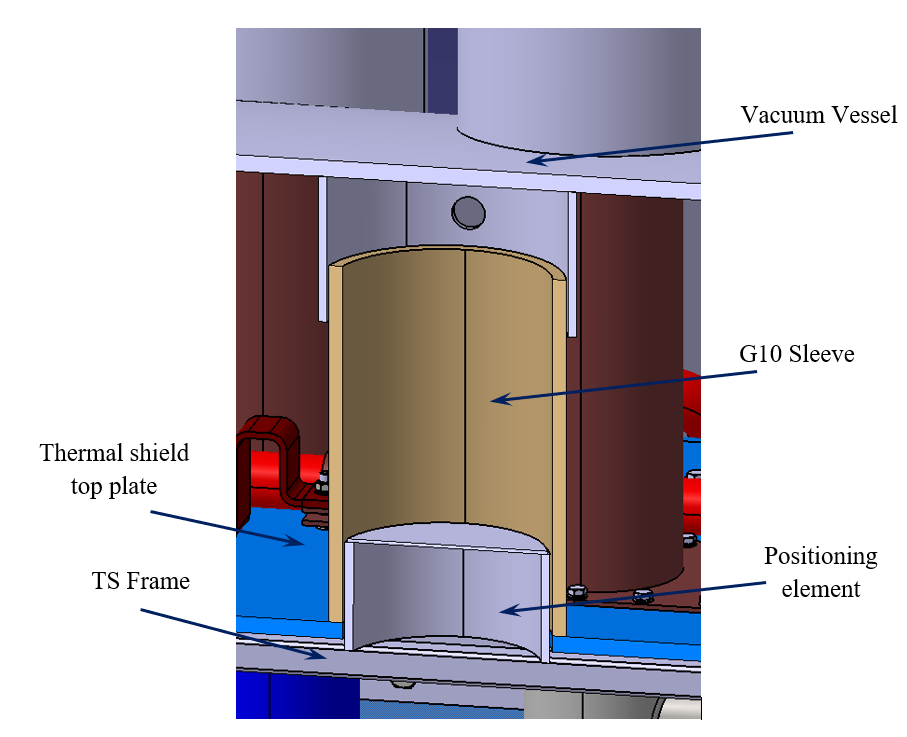 Vacuum Vessel
G10 Sleeve
Thermal shield
top plate
Positioning
element
TS Frame